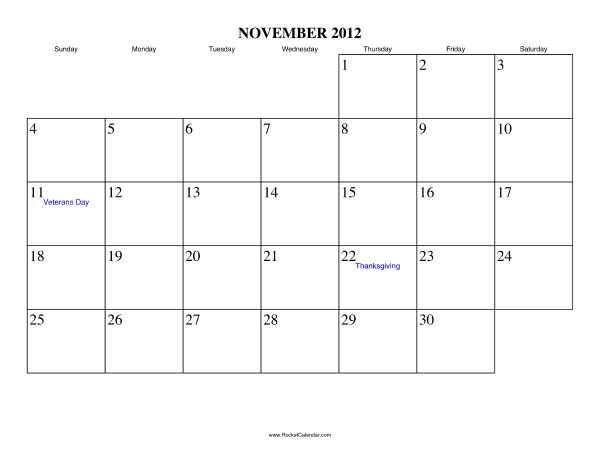 NOVEMBER 2012
Sunday Monday Tuesday Wednesday Thursday Friday Saturday
1 2 3
4 5 6 7 8 9 10
11 12 13 14 15 16 17
Veterans Day
18 19 20 21 22 23 24
Thanksgiving
25 26 27 28 29 30
www.RocketCalendar.com